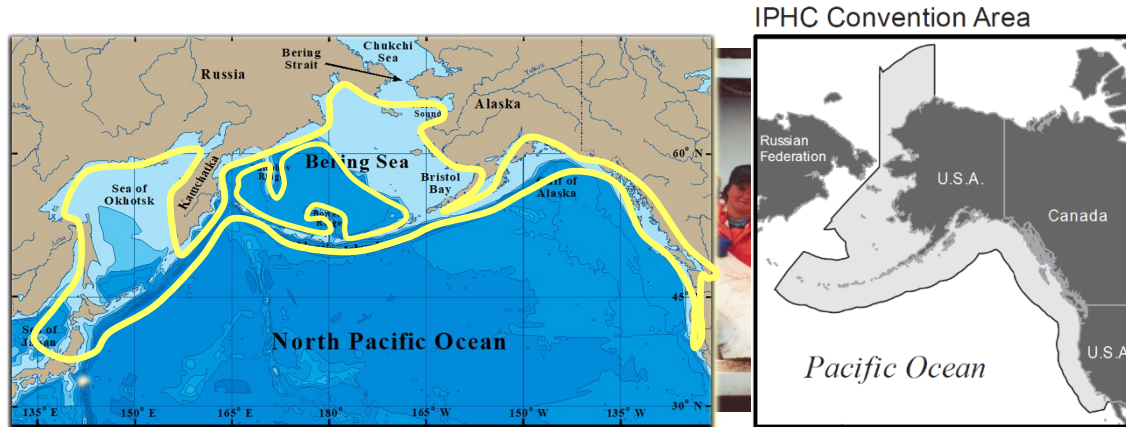 IPHC Convention Area
Chukchi
Sea
Bering
Strait
Russia
Alaska
Sound
Yukon
60° N
Bering Sea
Kamchatka
Sea of
Okhotsk
Bristol
Bay
Gulf of
Alaska
45° N
Sea of
Japan
North Pacific Ocean
30° N
135° E
150° E
165° E
180°
165° W
150° W
135° W
Russian
Federation
U.S.A.
Canada
U.S.A
Pacific Ocean